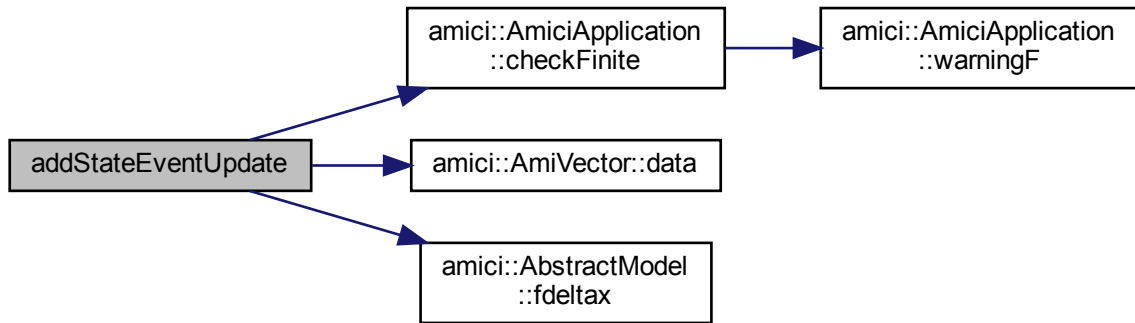 amici::AmiciApplication
::checkFinite
amici::AmiciApplication
::warningF
addStateEventUpdate
amici::AmiVector::data
amici::AbstractModel
::fdeltax